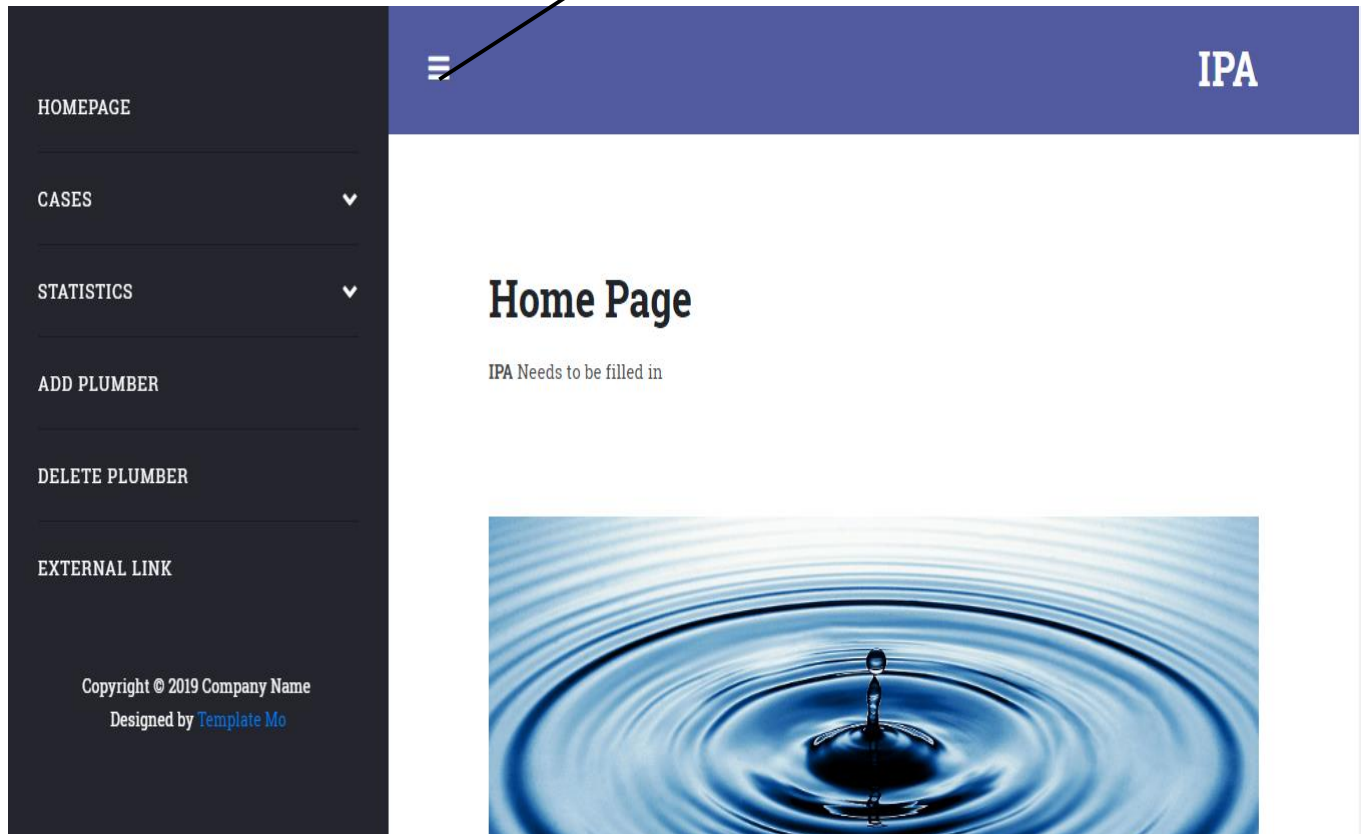 HOMEPAGE
CASES
STATISTICS
ADD PLUMBER
DELETE PLUMBER
EXTERNAL LINK
Copyright © 2019 Company Name
Designed by Template Mo
IPA
Home Page
IPA Needs to be filled in